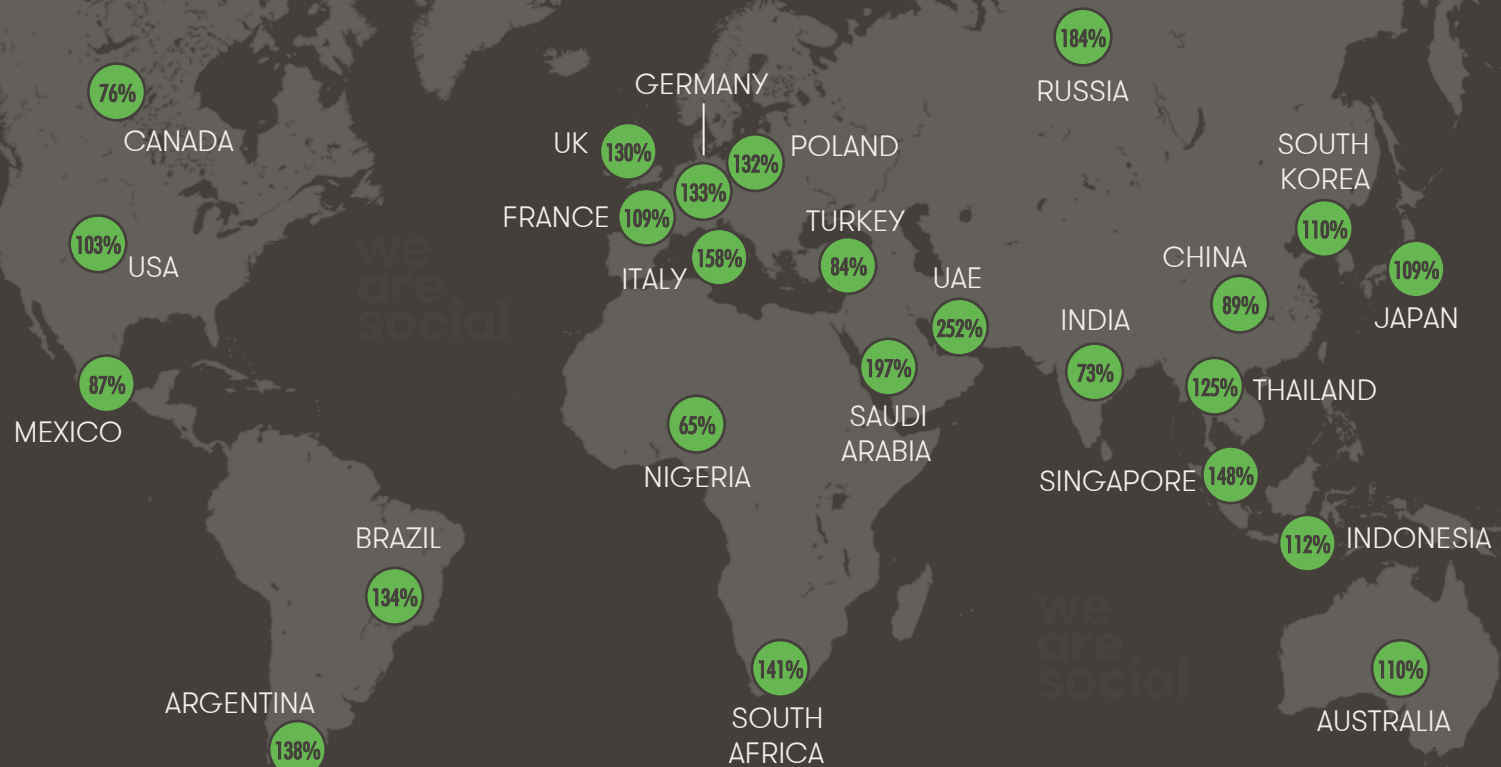 184%
RUSSIA
76%
CANADA
GERMANY
UK
130%
132%
POLAND
133%
SOUTH
KOREA
110%
FRANCE
109%
TURKEY
84%
103%
USA
ITALY
158%
we
are
social
UAE
252%
CHINA
89%
109%
JAPAN
INDIA
73%
87%
MEXICO
197%
SAUDI
ARABIA
125%
THAILAND
65%
NIGERIA
SINGAPORE
148%
BRAZIL
134%
112%
INDONESIA
we
are
social
141%
SOUTH
AFRICA
110%
AUSTRALIA
ARGENTINA
138%